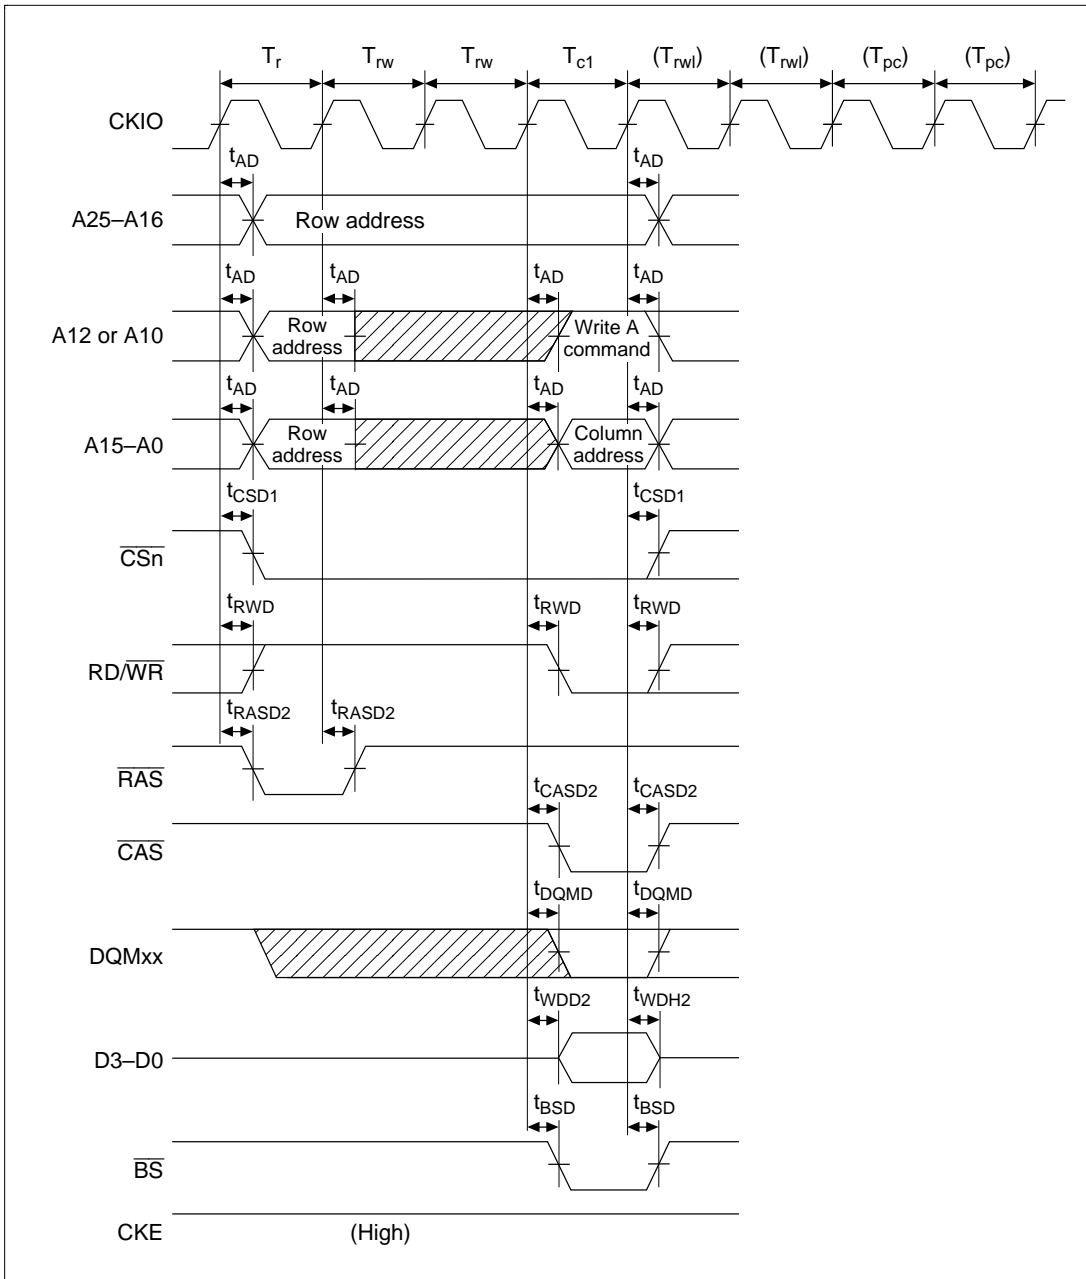 Tr Trw Trw Tc1 (Trwl) (Trwl) (Tpc) (Tpc)
CKIO
tAD tAD
A25–A16 Row address
tAD tAD tAD tAD
A12 or A10 Row address Write A command
tAD tAD tAD tAD
A15–A0 Row address Column address
tCSD1 tCSD1
CSn
tRWD tRWD tRWD
RD/WR
tRASD2 tRASD2
RAS
tCASD2 tCASD2
CAS
tDQMD tDQMD
DQMxx
tWDD2 tWDH2
D3–D0
tBSD tBSD
BS
CKE (High)